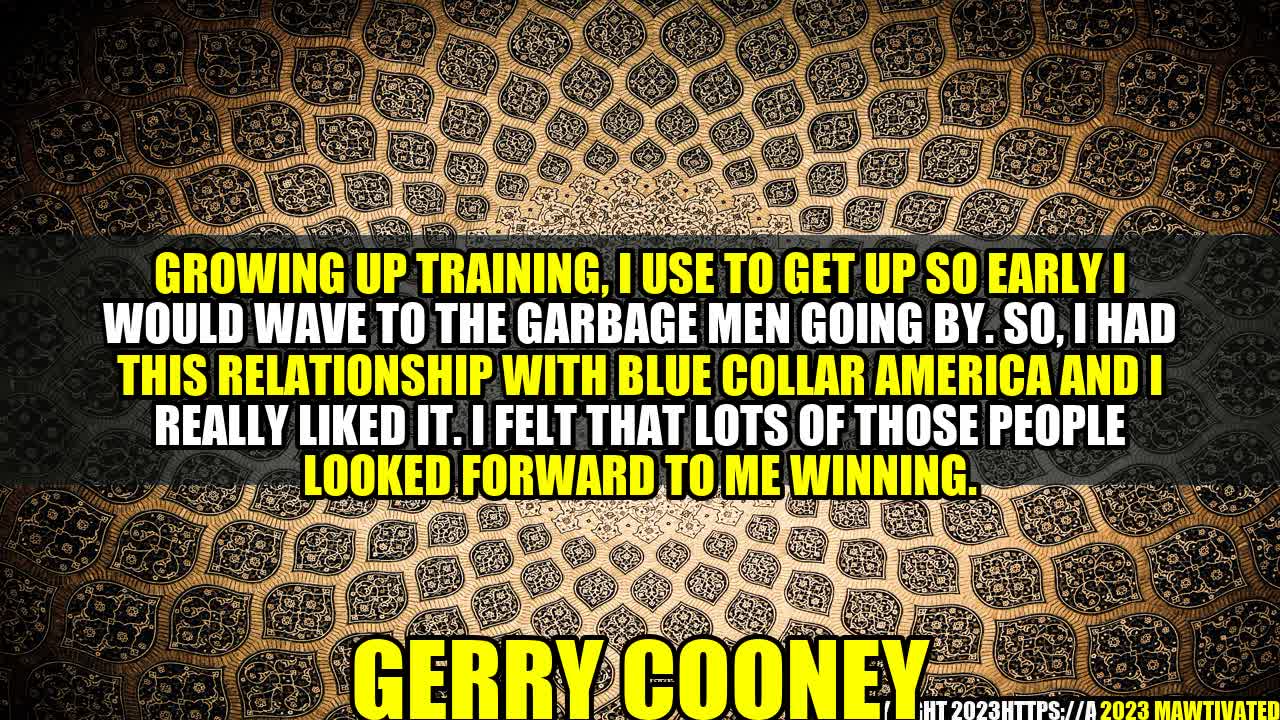 GROWING UP TRAINING, I USE TO GET UP SO EARLY I
WOULD WAVE TO THE GARBAGE MEN GOING BY. SO, I HAD
THIS RELATIONSHIP WITH BLUE COLLAR AMERICA AND I
REALLY LIKED IT. I FELT THAT LOTS OF THOSE PEOPLE
LOOKED FORWARD TO ME WINNING.
GERRY COONEY
2023HTTPS://A 2023 MAWTIVATED